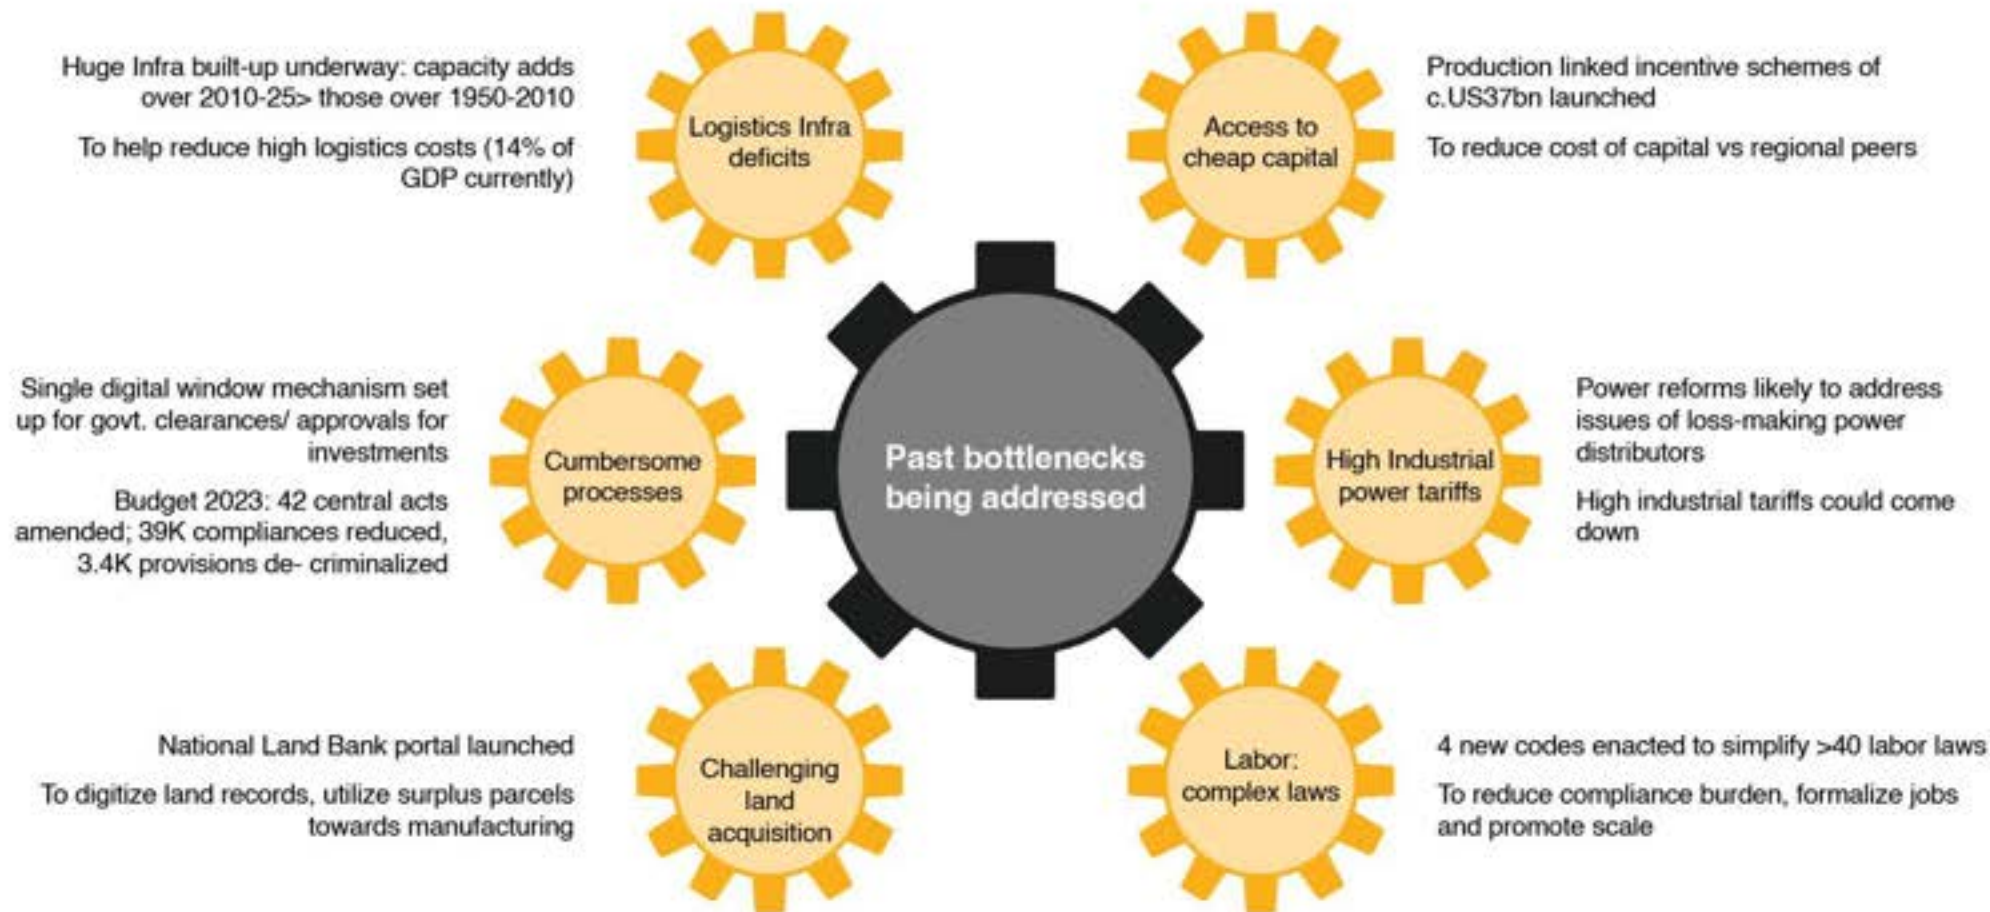 Huge Infra built-up underway: capacity adds
over 2010-25> those over 1950-2010
To help reduce high logistics costs (14% of
GDP currently)
Logistics Infra
deficits
Access to
cheap capital
Production linked incentive schemes of
c.US37bn launched
To reduce cost of capital vs regional peers
Single digital window mechanism set
up for govt. clearances/ approvals for
investments
Budget 2023: 42 central acts
amended; 39K compliances reduced,
3.4K provisions de- criminalized
Cumbersome
processes
Past bottlenecks
being addressed
High Industrial
power tariffs
Power reforms likely to address
issues of loss-making power
distributors
High industrial tariffs could come
down
National Land Bank portal launched
To digitize land records, utilize surplus parcels
towards manufacturing
Challenging
land
acquisition
Labor:
complex laws
4 new codes enacted to simplify >40 labor laws
To reduce compliance burden, formalize jobs
and promote scale